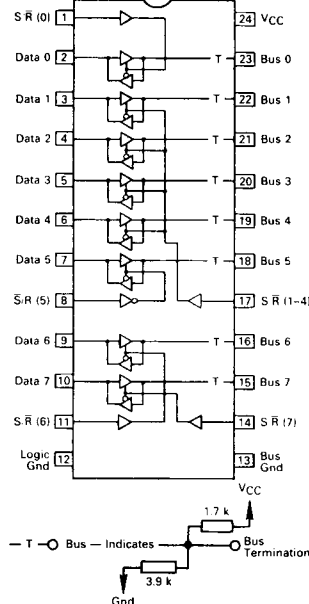 S R̅ (0) 1 24 VCC
Data 0 2 T 23 Bus 0
Data 1 3 T 22 Bus 1
Data 2 4 T 21 Bus 2
Data 3 5 T 20 Bus 3
Data 4 6 T 19 Bus 4
Data 5 7 T 18 Bus 5
S̅/R (5) 8 17 S R̅ (1-4)
Data 6 9 T 16 Bus 6
Data 7 10 T 15 Bus 7
S R̅ (6) 11 14 S R̅ (7)
Logic Gnd 12 13 Bus Gnd
VCC
1.7 k
— T —O Bus — Indicates Bus Termination
3.9 k
Gnd